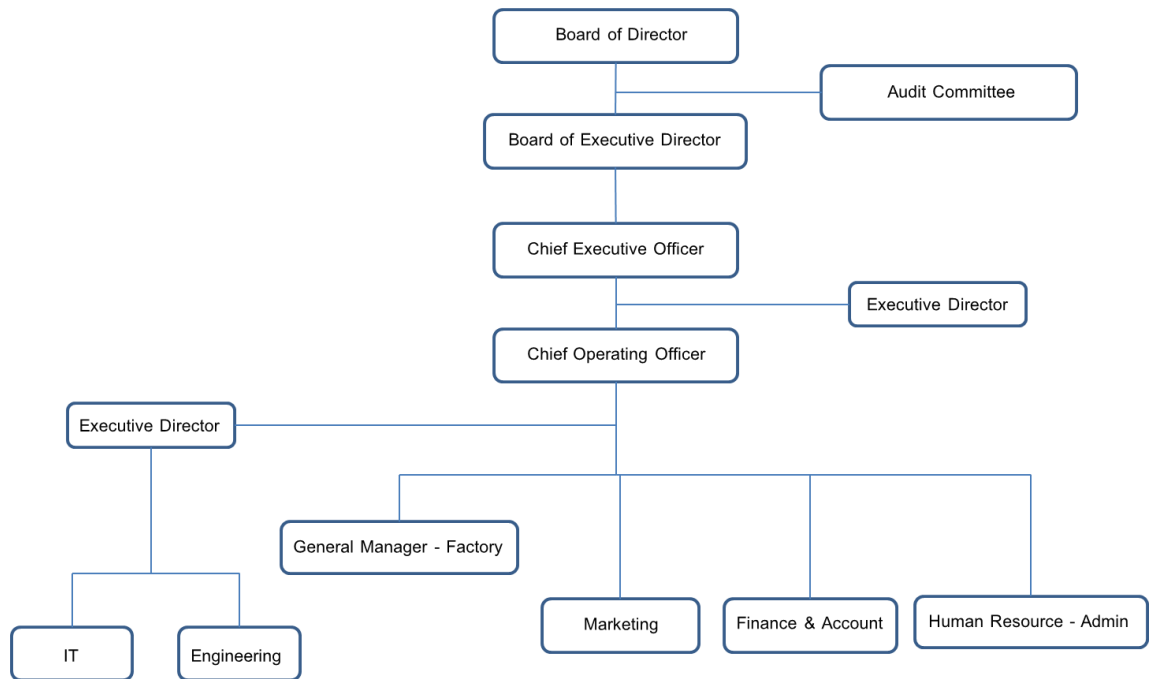 Board of Director
Audit Committee
Board of Executive Director
Chief Executive Officer
Executive Director
Chief Operating Officer
Executive Director
General Manager - Factory
Marketing
Finance & Account
Human Resource - Admin
IT
Engineering